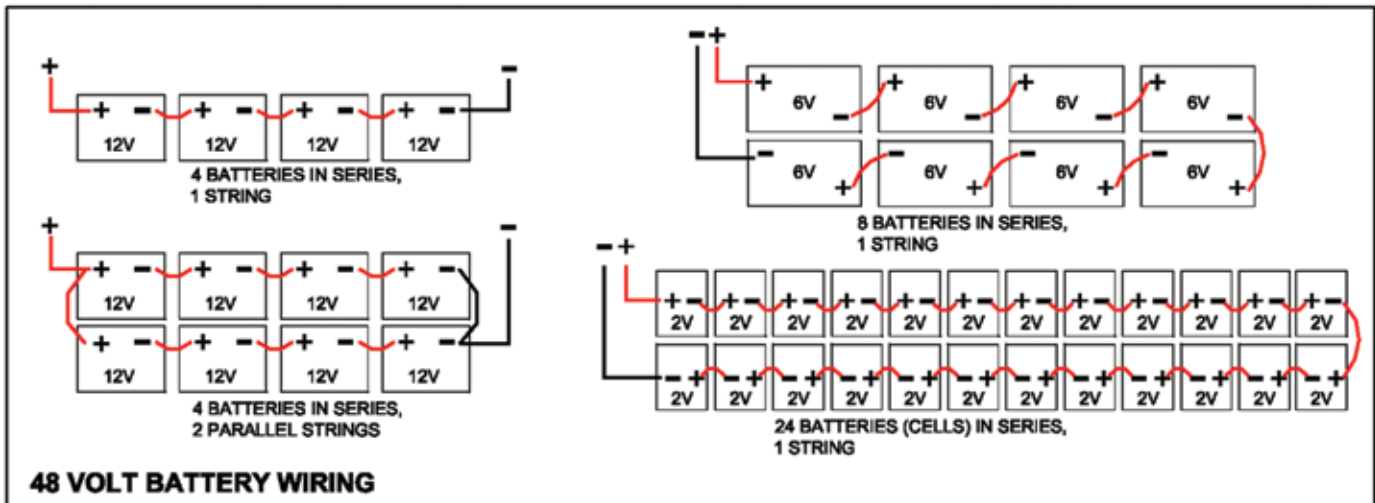 + −
+ − + − + − + −
12V 12V 12V 12V
4 BATTERIES IN SERIES,
1 STRING
− +
+ + + +
6V 6V 6V 6V
− − − −
− − − −
6V 6V 6V 6V
+ + + +
8 BATTERIES IN SERIES,
1 STRING
+ −
+ − + − + − + −
12V 12V 12V 12V
+ − + − + − + −
12V 12V 12V 12V
4 BATTERIES IN SERIES,
2 PARALLEL STRINGS
− +
+ − + − + − + − + − + − + − + − + − + − + − + −
2V 2V 2V 2V 2V 2V 2V 2V 2V 2V 2V 2V
− + − + − + − + − + − + − + − + − + − + − + − +
2V 2V 2V 2V 2V 2V 2V 2V 2V 2V 2V 2V
24 BATTERIES (CELLS) IN SERIES,
1 STRING
48 VOLT BATTERY WIRING